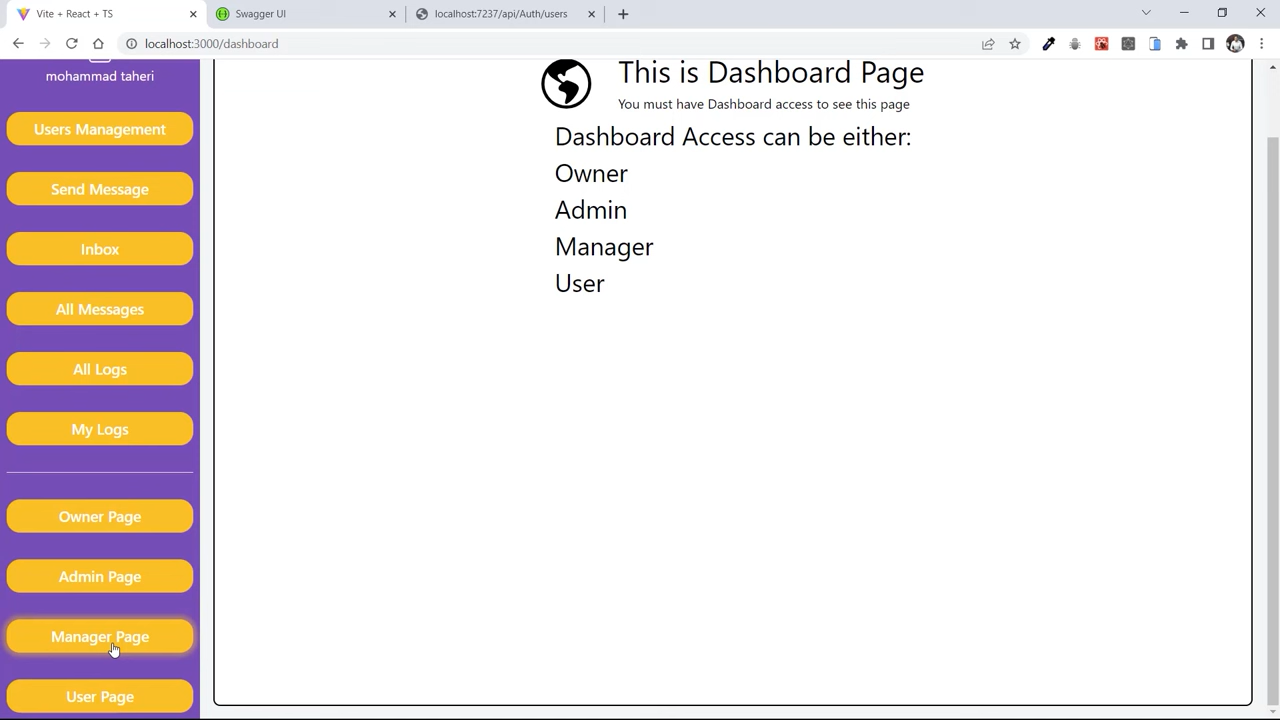 Vite + React + TS
Swagger UI
localhost:7237/api/Auth/users
localhost:3000/dashboard
mohammad taheri
Users Management
Send Message
Inbox
All Messages
All Logs
My Logs
Owner Page
Admin Page
Manager Page
User Page
This is Dashboard Page
You must have Dashboard access to see this page
Dashboard Access can be either:
Owner
Admin
Manager
User